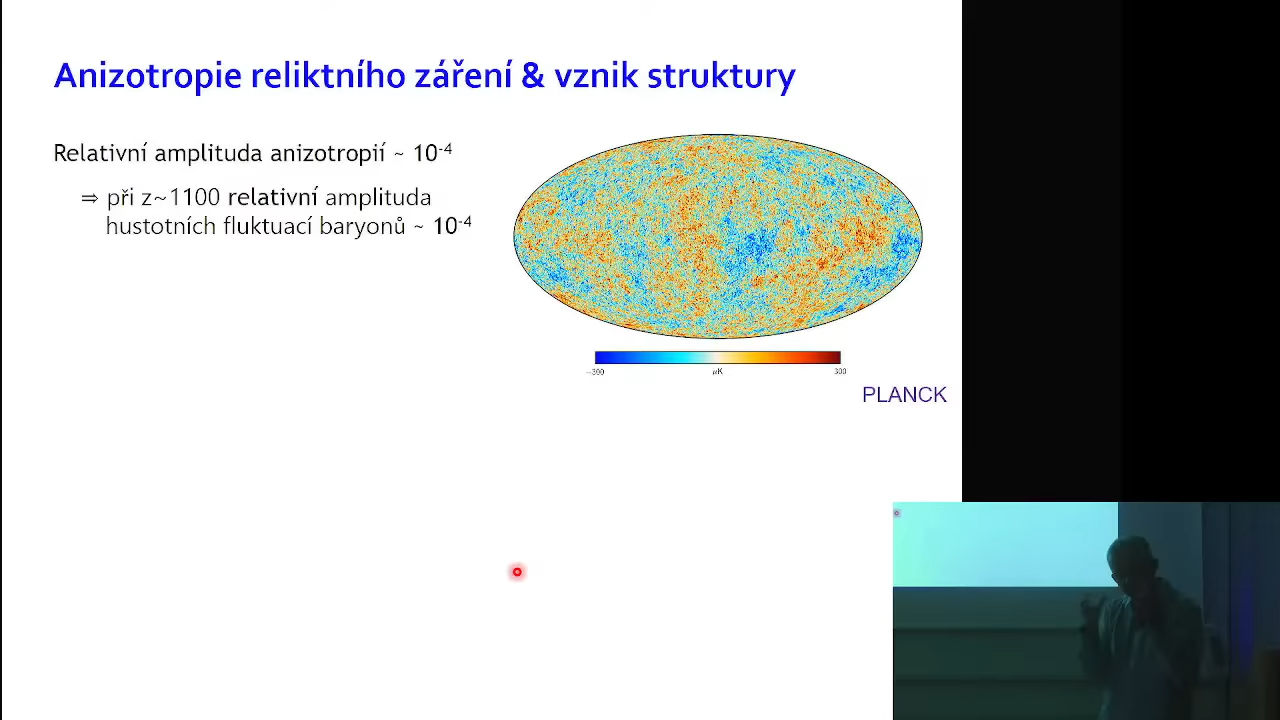 Anizotropie reliktního záření & vznik struktury
Relativní amplituda anizotropií ~ 10⁻⁴
⇒ při z~1100 relativní amplituda
hustotních fluktuací baryonů ~ 10⁻⁴
−300 µK 300
PLANCK